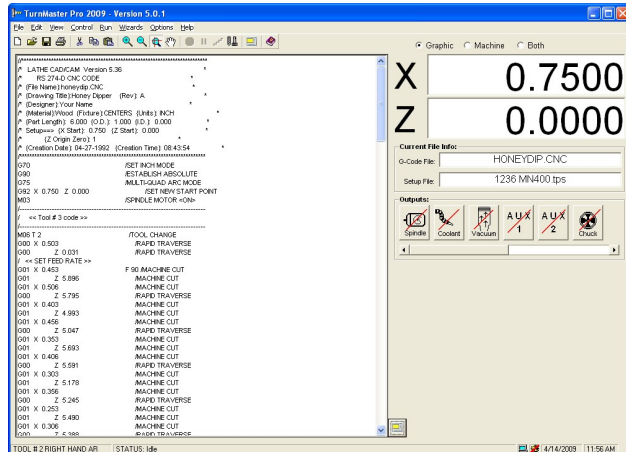 TurnMaster Pro 2009 - Version 5.0.1
File Edit View Control Run Wizards Options Help
/***********************************************************************
/* LATHE CAD/CAM Version 5.36 *
/* RS 274-D CNC CODE *
/* {File Name}:honeydip.CNC *
/* {Drawing Title}:Honey Dipper {Rev}: A *
/* {Designer}:Your Name *
/* {Material}:Wood {Fixture}:CENTERS {Units}: INCH *
/* {Part Length}: 6.000 {O.D.}: 1.000 {I.D.}: 0.000 *
/* Setup==> {X Start}: 0.750 {Z Start}: 0.000 *
/* {Z Origin Zero}: 1 *
/* {Creation Date}: 04-27-1992 {Creation Time}: 08:43:54 *
/***********************************************************************
G70 /SET INCH MODE
G90 /ESTABLISH ABSOLUTE
G75 /MULTI-QUAD ARC MODE
G92 X 0.750 Z 0.000 /SET NEW START POINT
M03 /SPINDLE MOTOR <ON>
/ << Tool # 3 code >>
M06 T 2 /TOOL CHANGE
G00 X 0.503 /RAPID TRAVERSE
G00 Z 0.031 /RAPID TRAVERSE
/ << SET FEED RATE >>
G01 X 0.453 F 90 /MACHINE CUT
G01 Z 5.896 /MACHINE CUT
G01 X 0.506 /MACHINE CUT
G00 Z 5.795 /RAPID TRAVERSE
G01 X 0.403 /MACHINE CUT
G01 Z 4.993 /MACHINE CUT
G01 X 0.456 /MACHINE CUT
G00 Z 5.047 /RAPID TRAVERSE
G01 X 0.353 /MACHINE CUT
G01 Z 5.693 /MACHINE CUT
G01 X 0.406 /MACHINE CUT
G00 Z 5.591 /RAPID TRAVERSE
G01 X 0.303 /MACHINE CUT
G01 Z 5.178 /MACHINE CUT
G01 X 0.356 /MACHINE CUT
G00 Z 5.245 /RAPID TRAVERSE
G01 X 0.253 /MACHINE CUT
G01 Z 5.490 /MACHINE CUT
G01 X 0.306 /MACHINE CUT
G00 Z 5.388 /RAPID TRAVERSE
Graphic Machine Both
X 0.7500
Z 0.0000
Current File Info:
G-Code File: HONEYDIP.CNC
Setup File: 1236 MN400.tps
Outputs:
Spindle Coolant Vacuum AUX 1 AUX 2 Chuck
TOOL # 2 RIGHT HAND AR STATUS: Idle 4/14/2009 11:56 AM